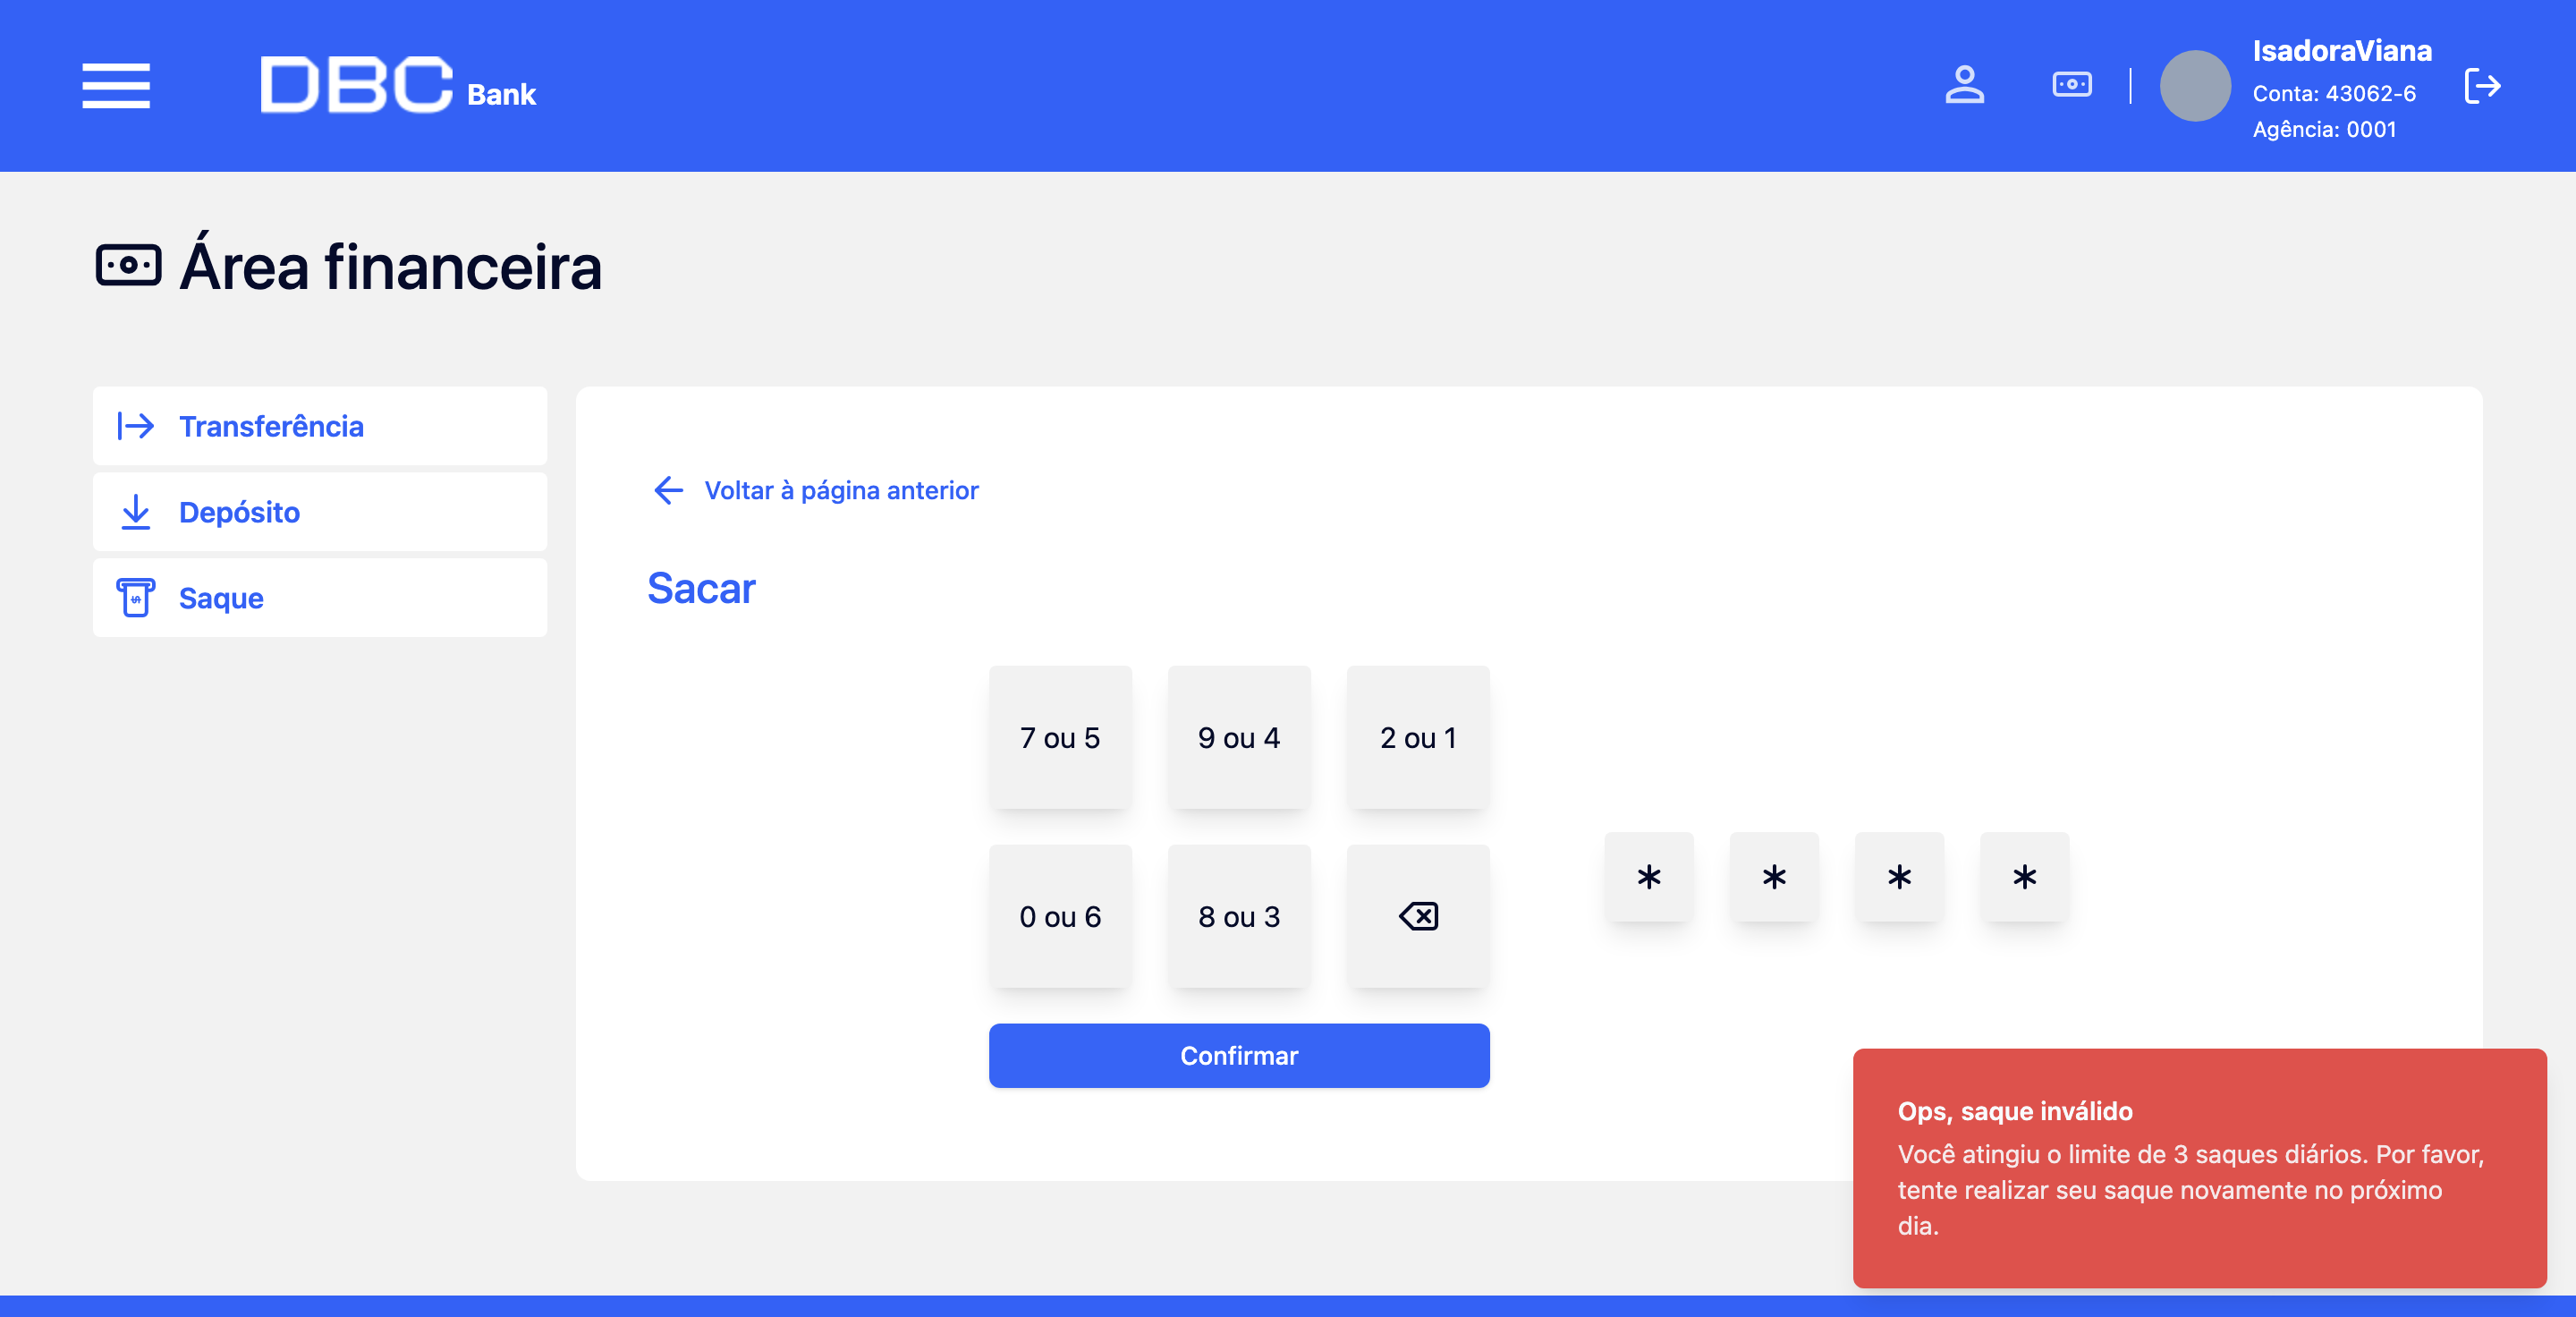 DBC Bank
IsadoraViana
Conta: 43062-6
Agência: 0001
Área financeira
Transferência
Depósito
Saque
Voltar à página anterior
Sacar
7 ou 5
9 ou 4
2 ou 1
0 ou 6
8 ou 3
* * * *
Confirmar
Ops, saque inválido
Você atingiu o limite de 3 saques diários. Por favor,
tente realizar seu saque novamente no próximo
dia.